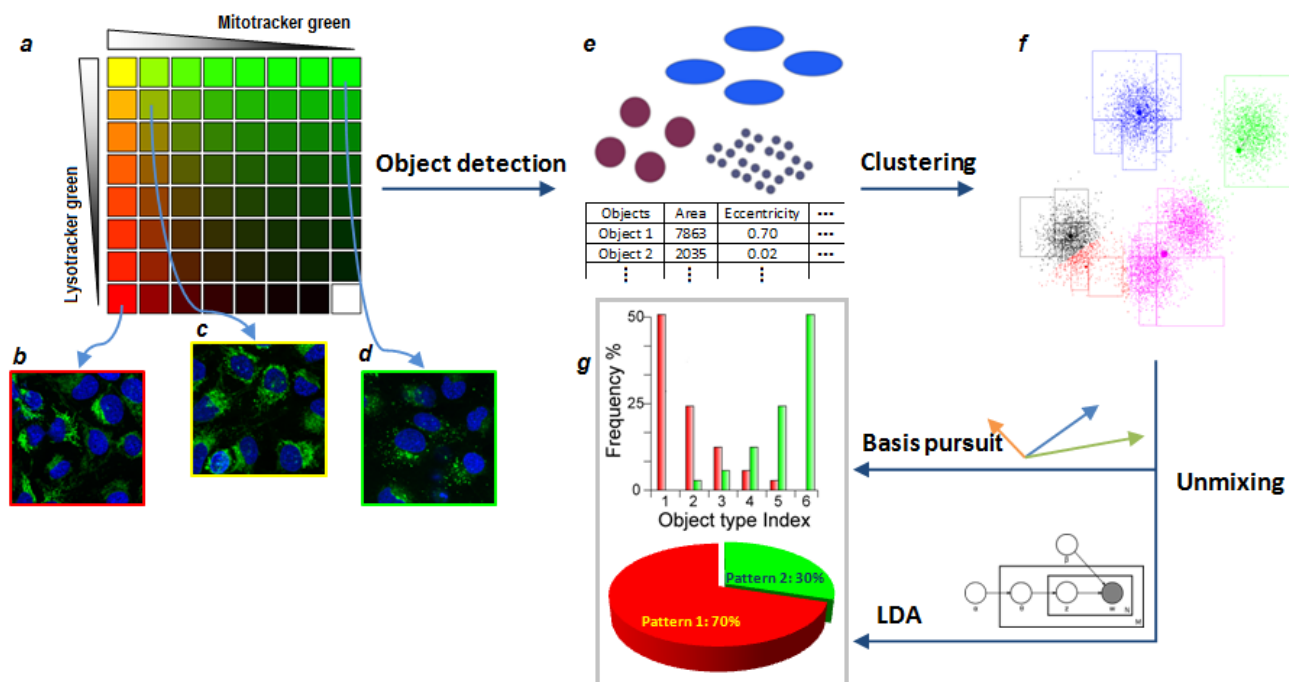 a
Mitotracker green
Lysotracker green
b
c
d
Object detection
e
Objects Area Eccentricity ...
Object 1 7863 0.70 ...
Object 2 2035 0.02 ...
Clustering
f
g
Frequency %
50
25
0
1 2 3 4 5 6
Object type Index
Pattern 2: 30%
Pattern 1: 70%
Basis pursuit
Unmixing
LDA
β
α θ z w
N
M